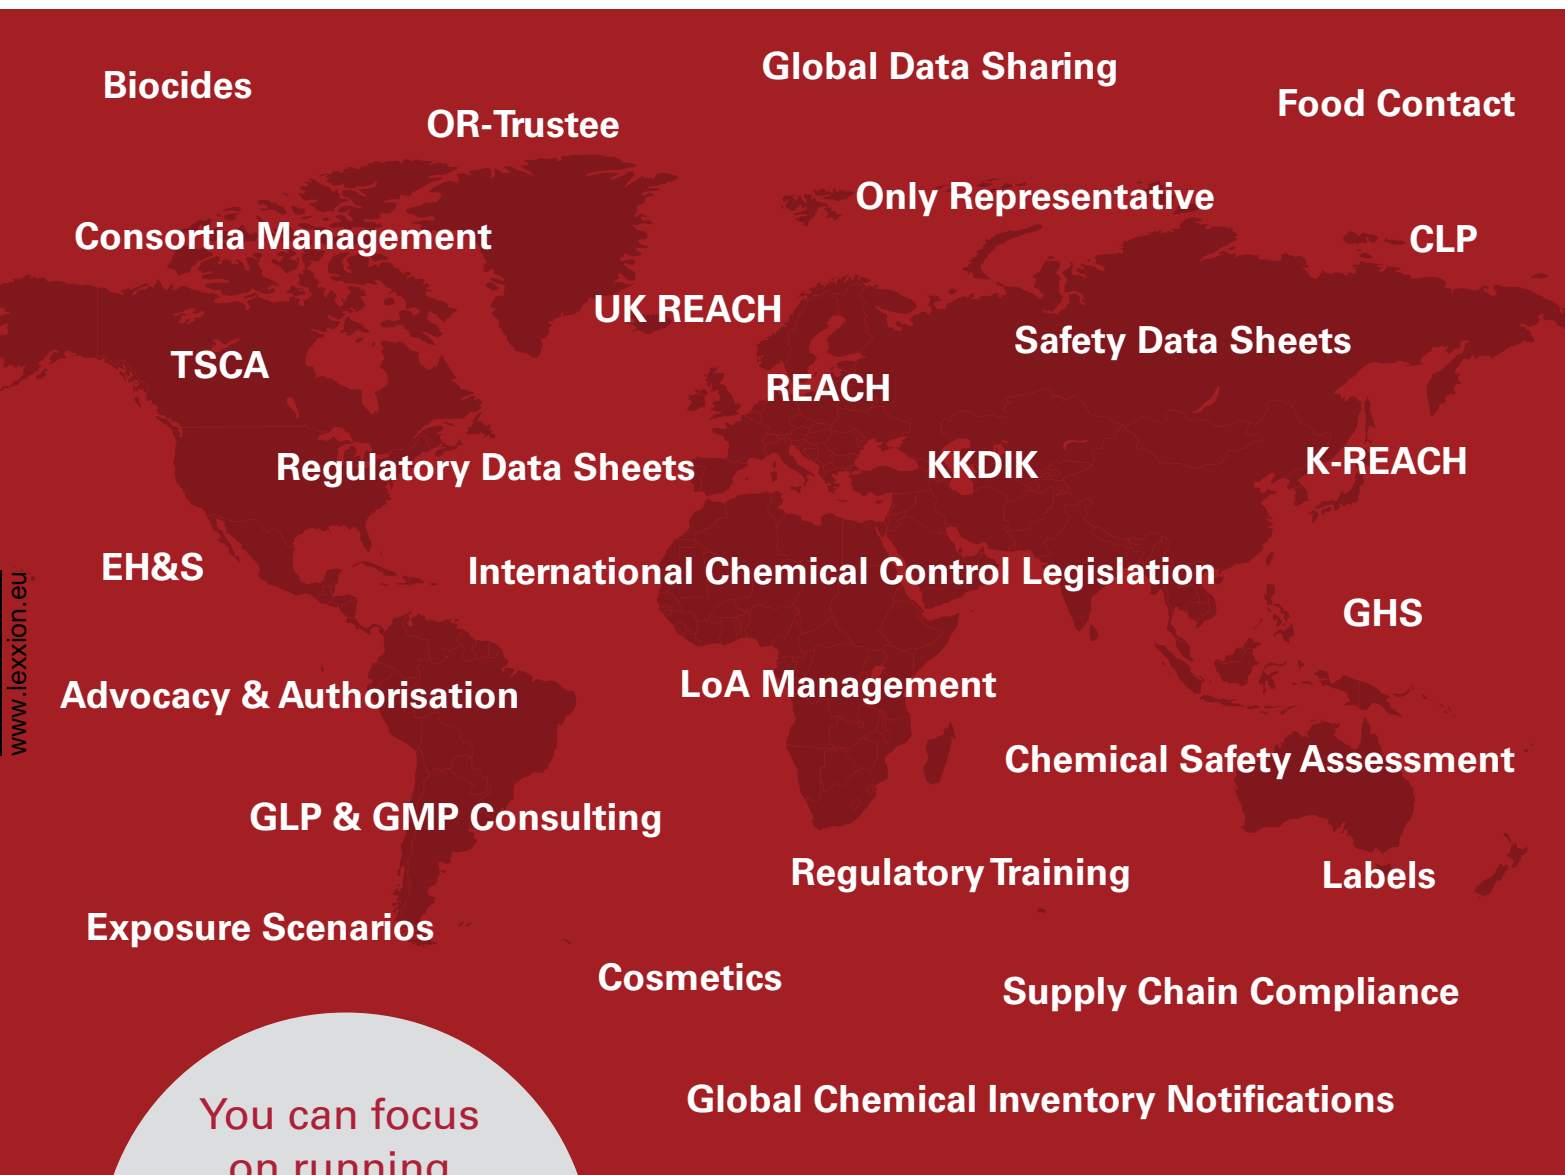 Global Data Sharing
Biocides
Food Contact
OR-Trustee
Only Representative
Consortia Management
CLP
UK REACH
Safety Data Sheets
TSCA
REACH
Regulatory Data Sheets
KKDIK
K-REACH
EH&S
International Chemical Control Legislation
GHS
www.lexxion.eu
Advocacy & Authorisation
LoA Management
Chemical Safety Assessment
GLP & GMP Consulting
Regulatory Training
Labels
Exposure Scenarios
Cosmetics
Supply Chain Compliance
Global Chemical Inventory Notifications
You can focus
on running